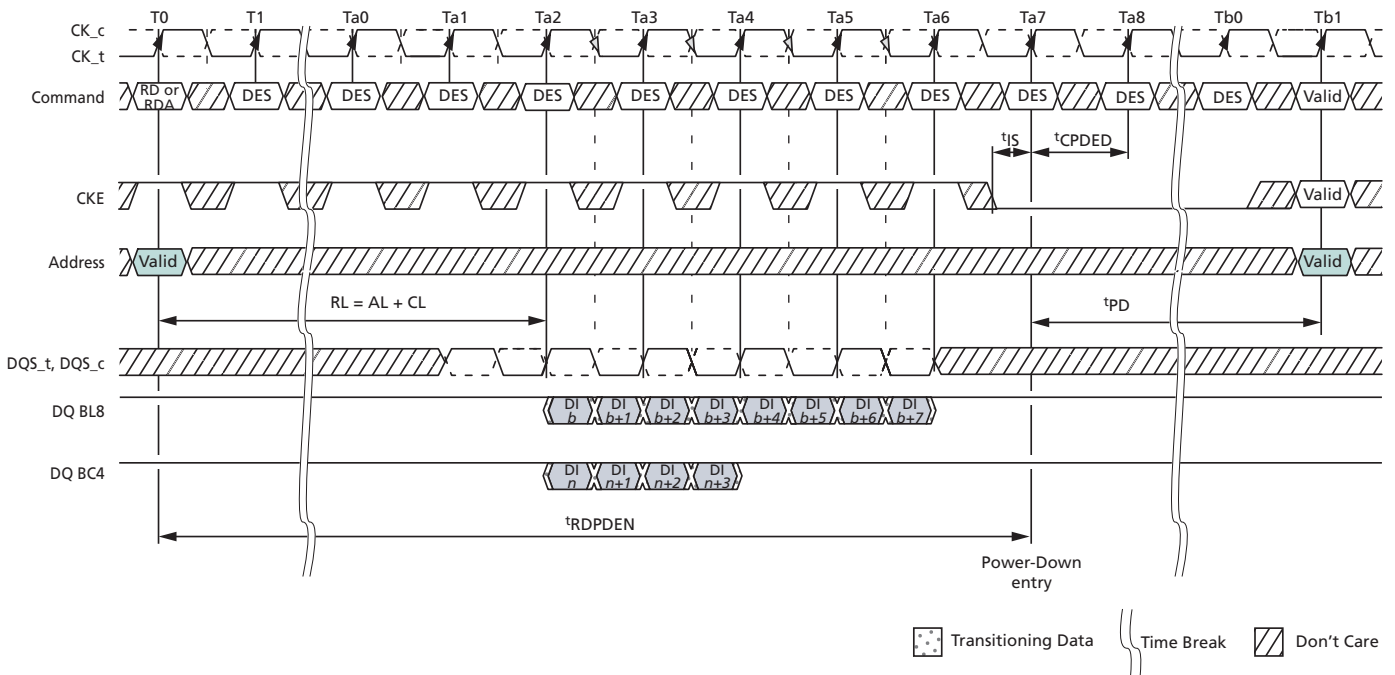 T0 T1 Ta0 Ta1 Ta2 Ta3 Ta4 Ta5 Ta6 Ta7 Ta8 Tb0 Tb1
CK_c
CK_t
Command RD or RDA DES DES DES DES DES DES DES DES DES DES DES Valid
tIS tCPDED
CKE Valid
Address Valid Valid
RL = AL + CL tPD
DQS_t, DQS_c
DQ BL8 DI b DI b+1 DI b+2 DI b+3 DI b+4 DI b+5 DI b+6 DI b+7
DQ BC4 DI n DI n+1 DI n+2 DI n+3
tRDPDEN
Power-Down
entry
Transitioning Data Time Break Don't Care